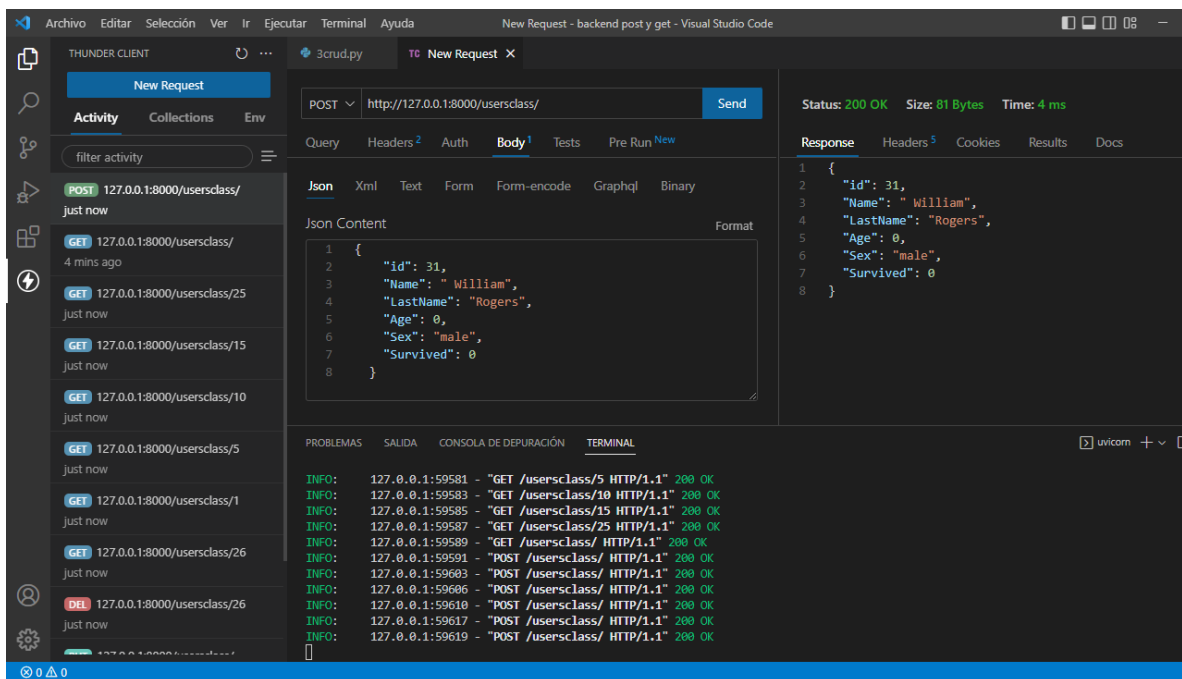 Archivo Editar Selección Ver Ir Ejecutar Terminal Ayuda New Request - backend post y get - Visual Studio Code
THUNDER CLIENT
New Request
Activity Collections Env
filter activity
POST 127.0.0.1:8000/usersclass/
just now
GET 127.0.0.1:8000/usersclass/
4 mins ago
GET 127.0.0.1:8000/usersclass/25
just now
GET 127.0.0.1:8000/usersclass/15
just now
GET 127.0.0.1:8000/usersclass/10
just now
GET 127.0.0.1:8000/usersclass/5
just now
GET 127.0.0.1:8000/usersclass/1
just now
GET 127.0.0.1:8000/usersclass/26
just now
DEL 127.0.0.1:8000/usersclass/26
just now
3crud.py TC New Request
POST http://127.0.0.1:8000/usersclass/ Send
Query Headers 2 Auth Body 1 Tests Pre Run New
Json Xml Text Form Form-encode Graphql Binary
Json Content Format
1 {
2 "id": 31,
3 "Name": " William",
4 "LastName": "Rogers",
5 "Age": 0,
6 "Sex": "male",
7 "Survived": 0
8 }
Status: 200 OK Size: 81 Bytes Time: 4 ms
Response Headers 5 Cookies Results Docs
1 {
2 "id": 31,
3 "Name": " William",
4 "LastName": "Rogers",
5 "Age": 0,
6 "Sex": "male",
7 "Survived": 0
8 }
PROBLEMAS SALIDA CONSOLA DE DEPURACIÓN TERMINAL uvicorn
INFO: 127.0.0.1:59581 - "GET /usersclass/5 HTTP/1.1" 200 OK
INFO: 127.0.0.1:59583 - "GET /usersclass/10 HTTP/1.1" 200 OK
INFO: 127.0.0.1:59585 - "GET /usersclass/15 HTTP/1.1" 200 OK
INFO: 127.0.0.1:59587 - "GET /usersclass/25 HTTP/1.1" 200 OK
INFO: 127.0.0.1:59589 - "GET /usersclass/ HTTP/1.1" 200 OK
INFO: 127.0.0.1:59591 - "POST /usersclass/ HTTP/1.1" 200 OK
INFO: 127.0.0.1:59603 - "POST /usersclass/ HTTP/1.1" 200 OK
INFO: 127.0.0.1:59606 - "POST /usersclass/ HTTP/1.1" 200 OK
INFO: 127.0.0.1:59610 - "POST /usersclass/ HTTP/1.1" 200 OK
INFO: 127.0.0.1:59617 - "POST /usersclass/ HTTP/1.1" 200 OK
INFO: 127.0.0.1:59619 - "POST /usersclass/ HTTP/1.1" 200 OK
0 0